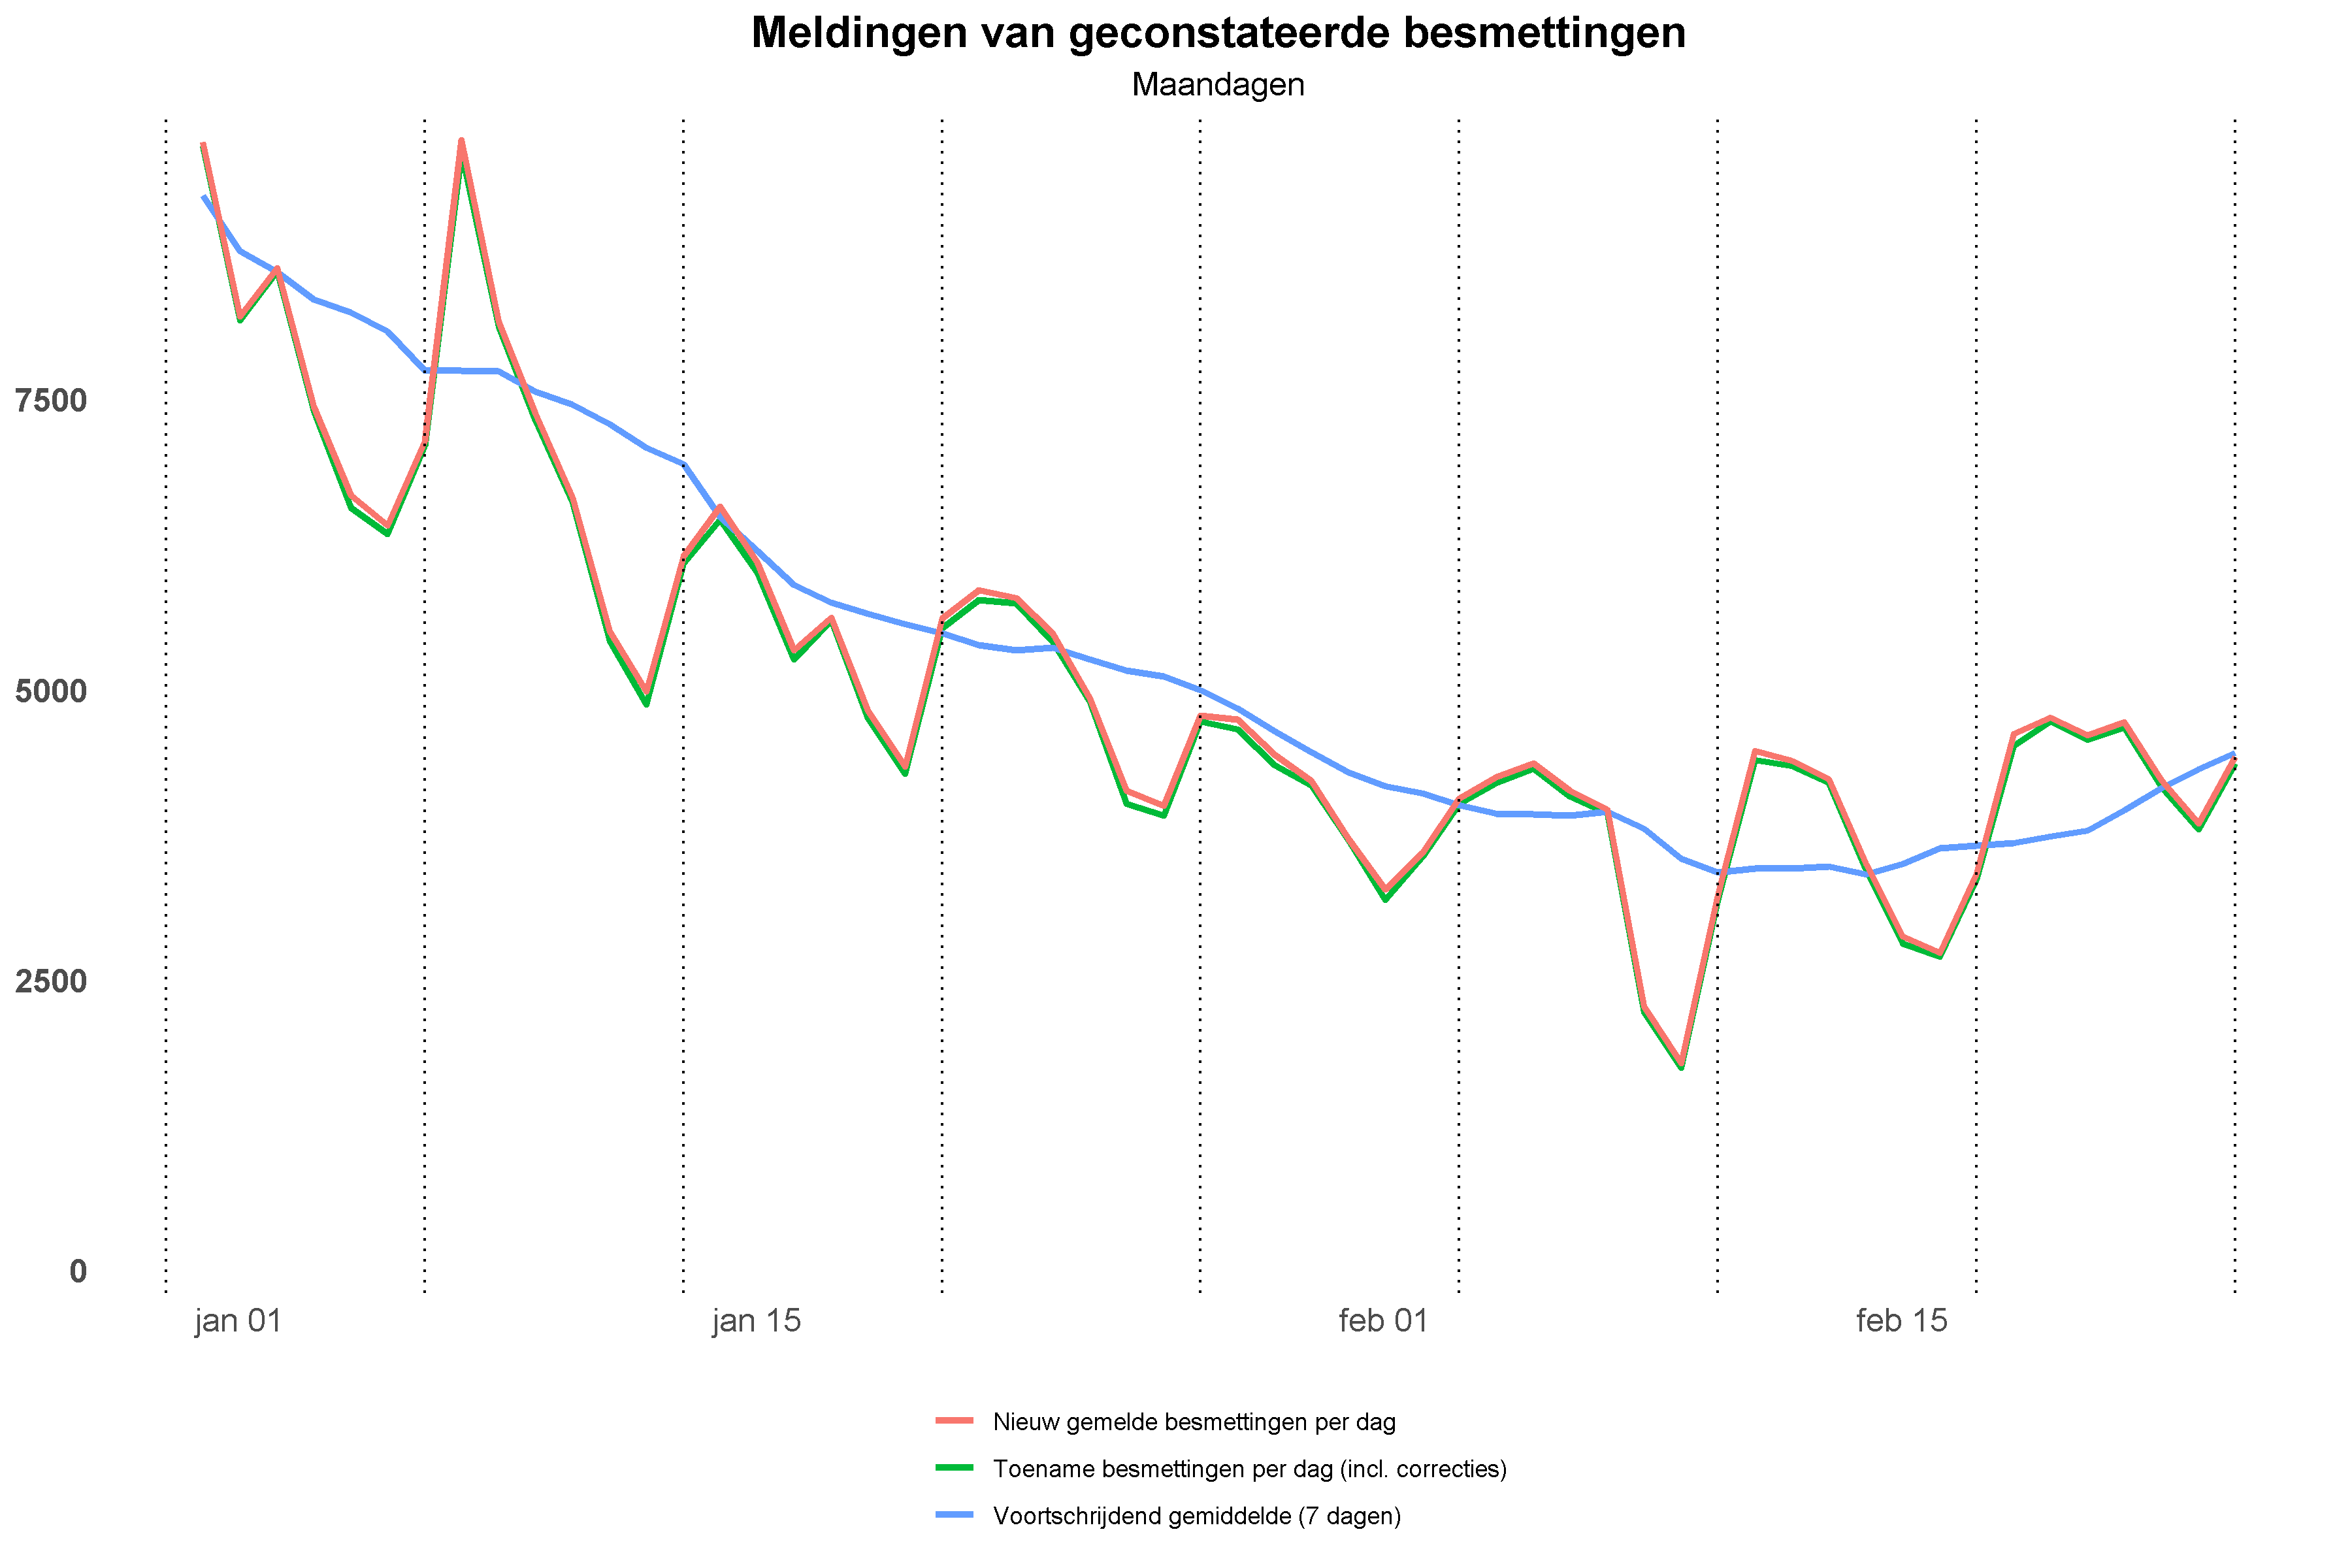 Meldingen van geconstateerde besmettingen
Maandagen
7500
5000
2500
0
jan 01
jan 15
feb 01
feb 15
Nieuw gemelde besmettingen per dag
Toename besmettingen per dag (incl. correcties)
Voortschrijdend gemiddelde (7 dagen)